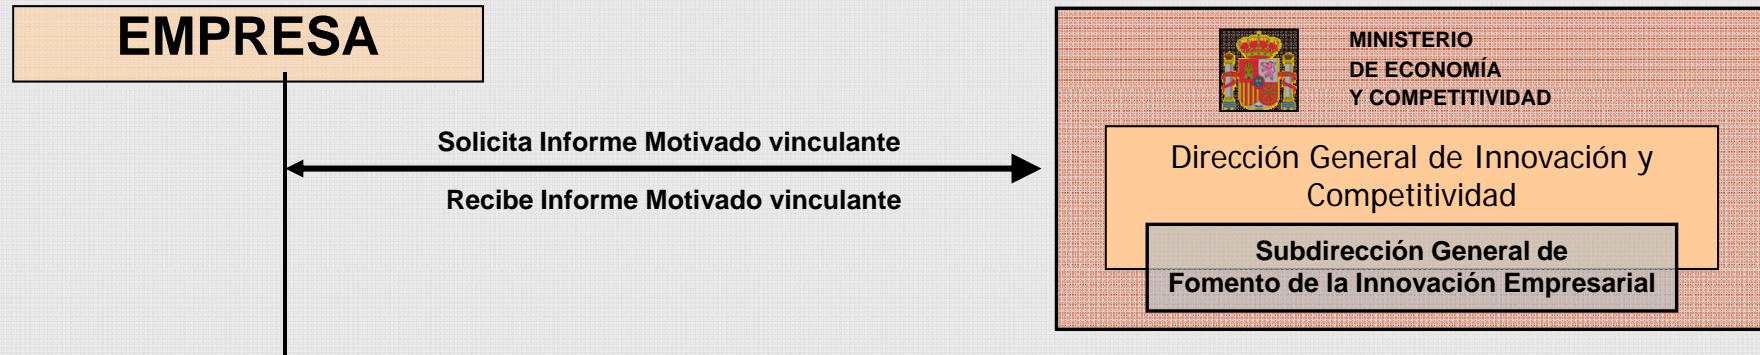 EMPRESA
MINISTERIO
DE ECONOMÍA
Y COMPETITIVIDAD
Solicita Informe Motivado vinculante
Recibe Informe Motivado vinculante
Dirección General de Innovación y
Competitividad
Subdirección General de
Fomento de la Innovación Empresarial